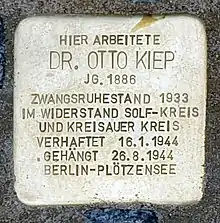 HIER ARBEITETE
DR. OTTO KIEP
JG. 1886
ZWANGSRUHESTAND 1933
IM WIDERSTAND SOLF-KREIS
UND KREISAUER KREIS
VERHAFTET 16.1.1944
GEHÄNGT 26.8.1944
BERLIN-PLÖTZENSEE